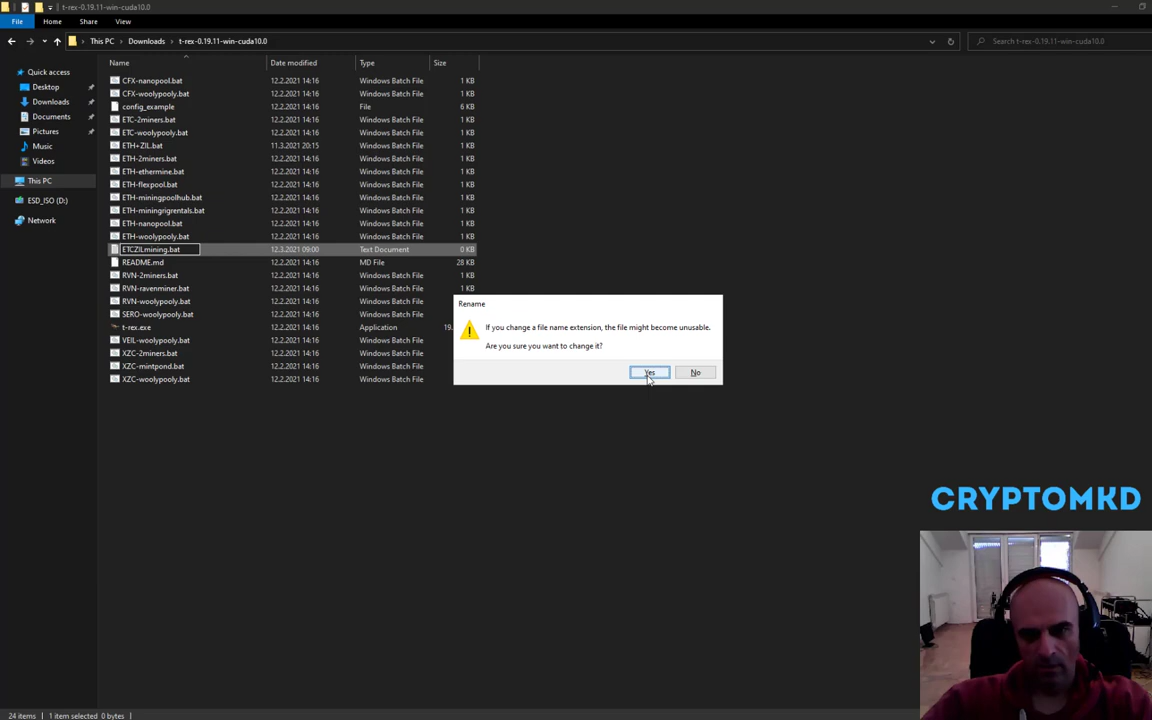 t-rex-0.19.11-win-cuda10.0
File Home Share View
This PC Downloads t-rex-0.19.11-win-cuda10.0 Search t-rex-0.19.11-win-cuda10.0
Name Date modified Type Size
Quick access
Desktop
Downloads
Documents
Pictures
Music
Videos
This PC
ESD_ISO (D:)
Network
CFX-nanopool.bat 12.2.2021 14:16 Windows Batch File 1 KB
CFX-woolypooly.bat 12.2.2021 14:16 Windows Batch File 1 KB
config_example 12.2.2021 14:16 File 6 KB
ETC-2miners.bat 12.2.2021 14:16 Windows Batch File 1 KB
ETC-woolypooly.bat 12.2.2021 14:16 Windows Batch File 1 KB
ETH+ZIL.bat 11.3.2021 20:15 Windows Batch File 1 KB
ETH-2miners.bat 12.2.2021 14:16 Windows Batch File 1 KB
ETH-ethermine.bat 12.2.2021 14:16 Windows Batch File 1 KB
ETH-flexpool.bat 12.2.2021 14:16 Windows Batch File 1 KB
ETH-miningpoolhub.bat 12.2.2021 14:16 Windows Batch File 1 KB
ETH-miningrigrentals.bat 12.2.2021 14:16 Windows Batch File 1 KB
ETH-nanopool.bat 12.2.2021 14:16 Windows Batch File 1 KB
ETH-woolypooly.bat 12.2.2021 14:16 Windows Batch File 1 KB
ETCZILmining.bat 12.3.2021 09:00 Text Document 0 KB
README.md 12.2.2021 14:16 MD File 28 KB
RVN-2miners.bat 12.2.2021 14:16 Windows Batch File 1 KB
RVN-ravenminer.bat 12.2.2021 14:16 Windows Batch File 1 KB
RVN-woolypooly.bat 12.2.2021 14:16 Windows Batch File
SERO-woolypooly.bat 12.2.2021 14:16 Windows Batch File
t-rex.exe 12.2.2021 14:16 Application 19.
VEIL-woolypooly.bat 12.2.2021 14:16 Windows Batch File
XZC-2miners.bat 12.2.2021 14:16 Windows Batch File
XZC-mintpond.bat 12.2.2021 14:16 Windows Batch File
XZC-woolypooly.bat 12.2.2021 14:16 Windows Batch File
Rename
If you change a file name extension, the file might become unusable.
Are you sure you want to change it?
Yes No
CRYPTOMKD
24 items 1 item selected 0 bytes